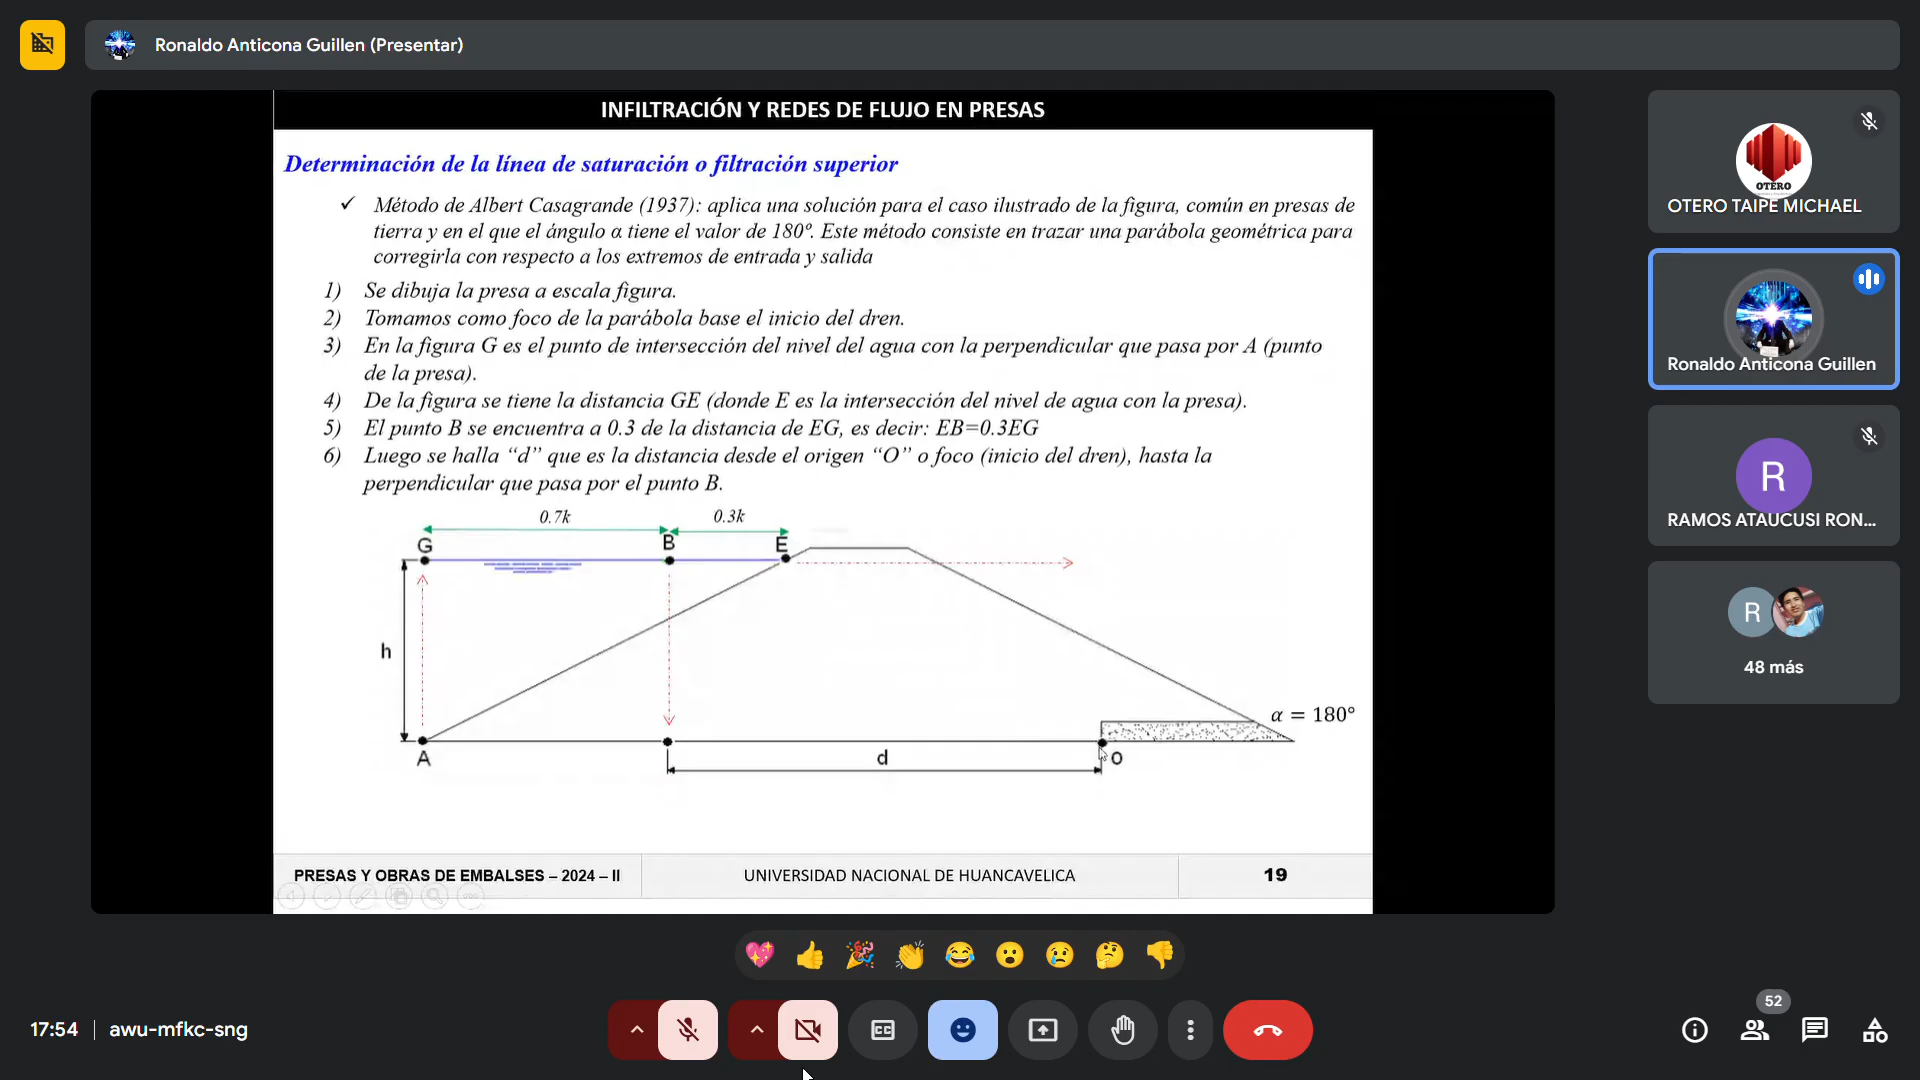 Ronaldo Anticona Guillen (Presentar)
INFILTRACIÓN Y REDES DE FLUJO EN PRESAS
Determinación de la línea de saturación o filtración superior
✓ Método de Albert Casagrande (1937): aplica una solución para el caso ilustrado de la figura, común en presas de
tierra y en el que el ángulo α tiene el valor de 180º. Este método consiste en trazar una parábola geométrica para
corregirla con respecto a los extremos de entrada y salida
1) Se dibuja la presa a escala figura.
2) Tomamos como foco de la parábola base el inicio del dren.
3) En la figura G es el punto de intersección del nivel del agua con la perpendicular que pasa por A (punto
de la presa).
4) De la figura se tiene la distancia GE (donde E es la intersección del nivel de agua con la presa).
5) El punto B se encuentra a 0.3 de la distancia de EG, es decir: EB=0.3EG
6) Luego se halla “d” que es la distancia desde el origen “O” o foco (inicio del dren), hasta la
perpendicular que pasa por el punto B.
0.7k 0.3k
G B E
h
α = 180°
A d O
PRESAS Y OBRAS DE EMBALSES – 2024 – II UNIVERSIDAD NACIONAL DE HUANCAVELICA 19
OTERO
OTERO TAIPE MICHAEL
Ronaldo Anticona Guillen
R
RAMOS ATAUCUSI RON...
R
48 más
17:54 awu-mfkc-sng
CC
52